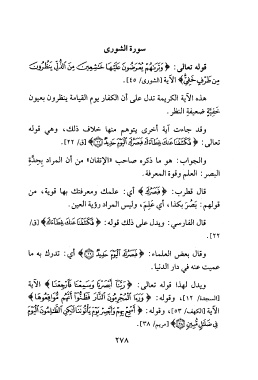 سورة الشورى
قوله تعالى: ﴿ وَتَرَىٰهُمْ يُعْرَضُونَ عَلَيْهَا خَٰشِعِينَ مِنَ ٱلذُّلِّ يَنظُرُونَ
مِن طَرْفٍ خَفِيٍّ ﴾ الآية [الشورى/ ٤٥].
هذه الآية الكريمة تدل على أن الكفار يوم القيامة ينظرون بعيون
خفيّة ضعيفة النظر.
وقد جاءت آية أخرى يتوهم منها خلاف ذلك، وهي قوله
تعالى: ﴿ فَكَشَفْنَا عَنكَ غِطَآءَكَ فَبَصَرُكَ ٱلْيَوْمَ حَدِيدٌ ﴿٢٢﴾ ﴾ [ق/ ٢٢].
والجواب: هو ما ذكره صاحب «الإتقان» من أن المراد بِحِدَّةِ
البصر: العلم وقوة المعرفة.
قال قطرب: ﴿ فَبَصَرُكَ ﴾ أي: علمك ومعرفتك بها قوية، من
قولهم: بَصُرَ بكذا، أي عَلِمَ، وليس المراد رؤية العين.
قال الفارسي: ويدل على ذلك قوله: ﴿ فَكَشَفْنَا عَنكَ غِطَآءَكَ ﴾ [ق/
٢٢].
وقال بعض العلماء: ﴿ فَبَصَرُكَ ٱلْيَوْمَ حَدِيدٌ ﴿٢٢﴾ ﴾ أي: تدرك به ما
عميت عنه في دار الدنيا.
ويدل لهذا قوله تعالى: ﴿ رَبَّنَآ أَبْصَرْنَا وَسَمِعْنَا فَٱرْجِعْنَا ﴾ الآية
[السجدة/ ١٢]، وقوله: ﴿ وَرَءَا ٱلْمُجْرِمُونَ ٱلنَّارَ فَظَنُّوٓا۟ أَنَّهُم مُّوَاقِعُوهَا ﴾
الآية [الكهف/ ٥٣]، وقوله: ﴿ أَسْمِعْ بِهِمْ وَأَبْصِرْ يَوْمَ يَأْتُونَنَا لَٰكِنِ ٱلظَّٰلِمُونَ ٱلْيَوْمَ
فِى ضَلَٰلٍ مُّبِينٍ ﴿٣٨﴾ ﴾ [مريم/ ٣٨].
٢٧٨